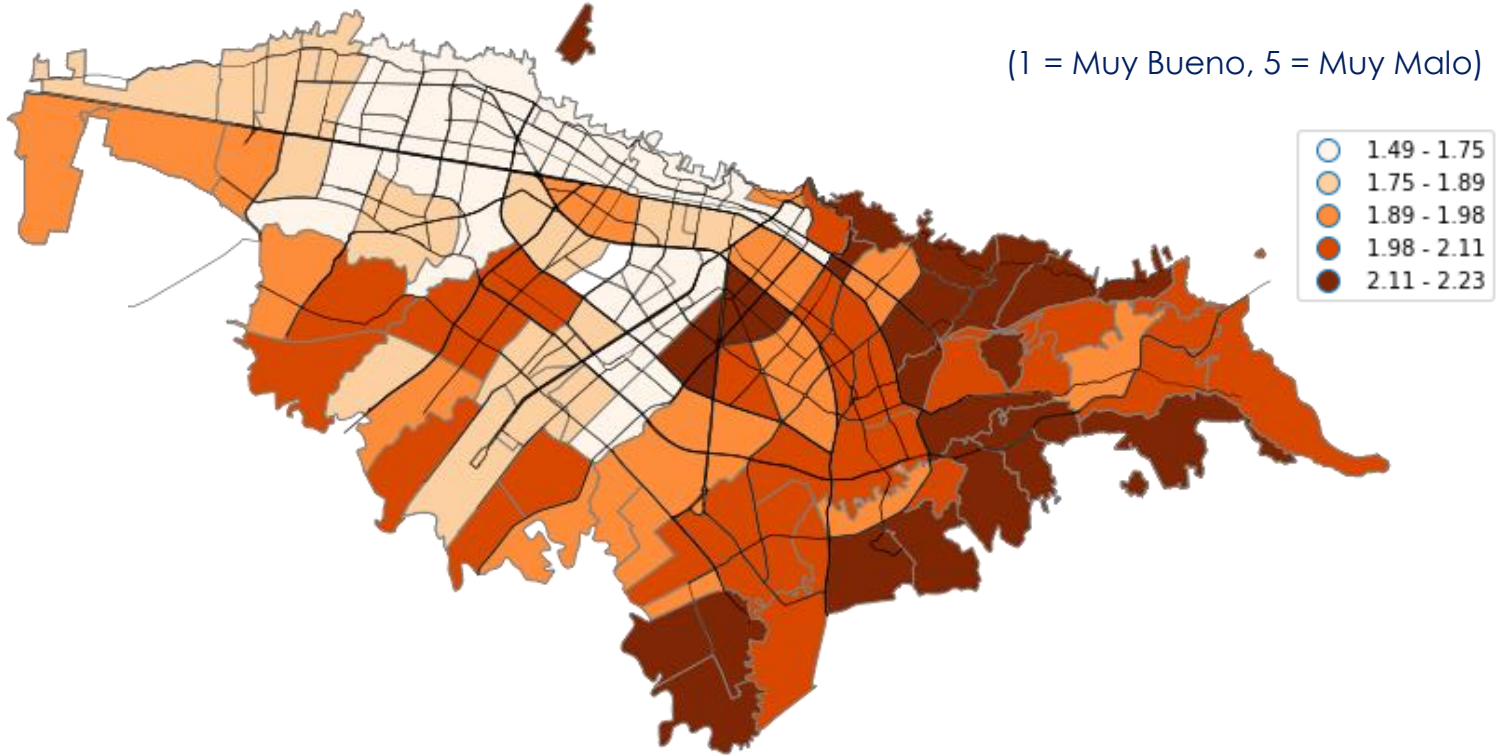 (1 = Muy Bueno, 5 = Muy Malo)
1.49 - 1.75
1.75 - 1.89
1.89 - 1.98
1.98 - 2.11
2.11 - 2.23